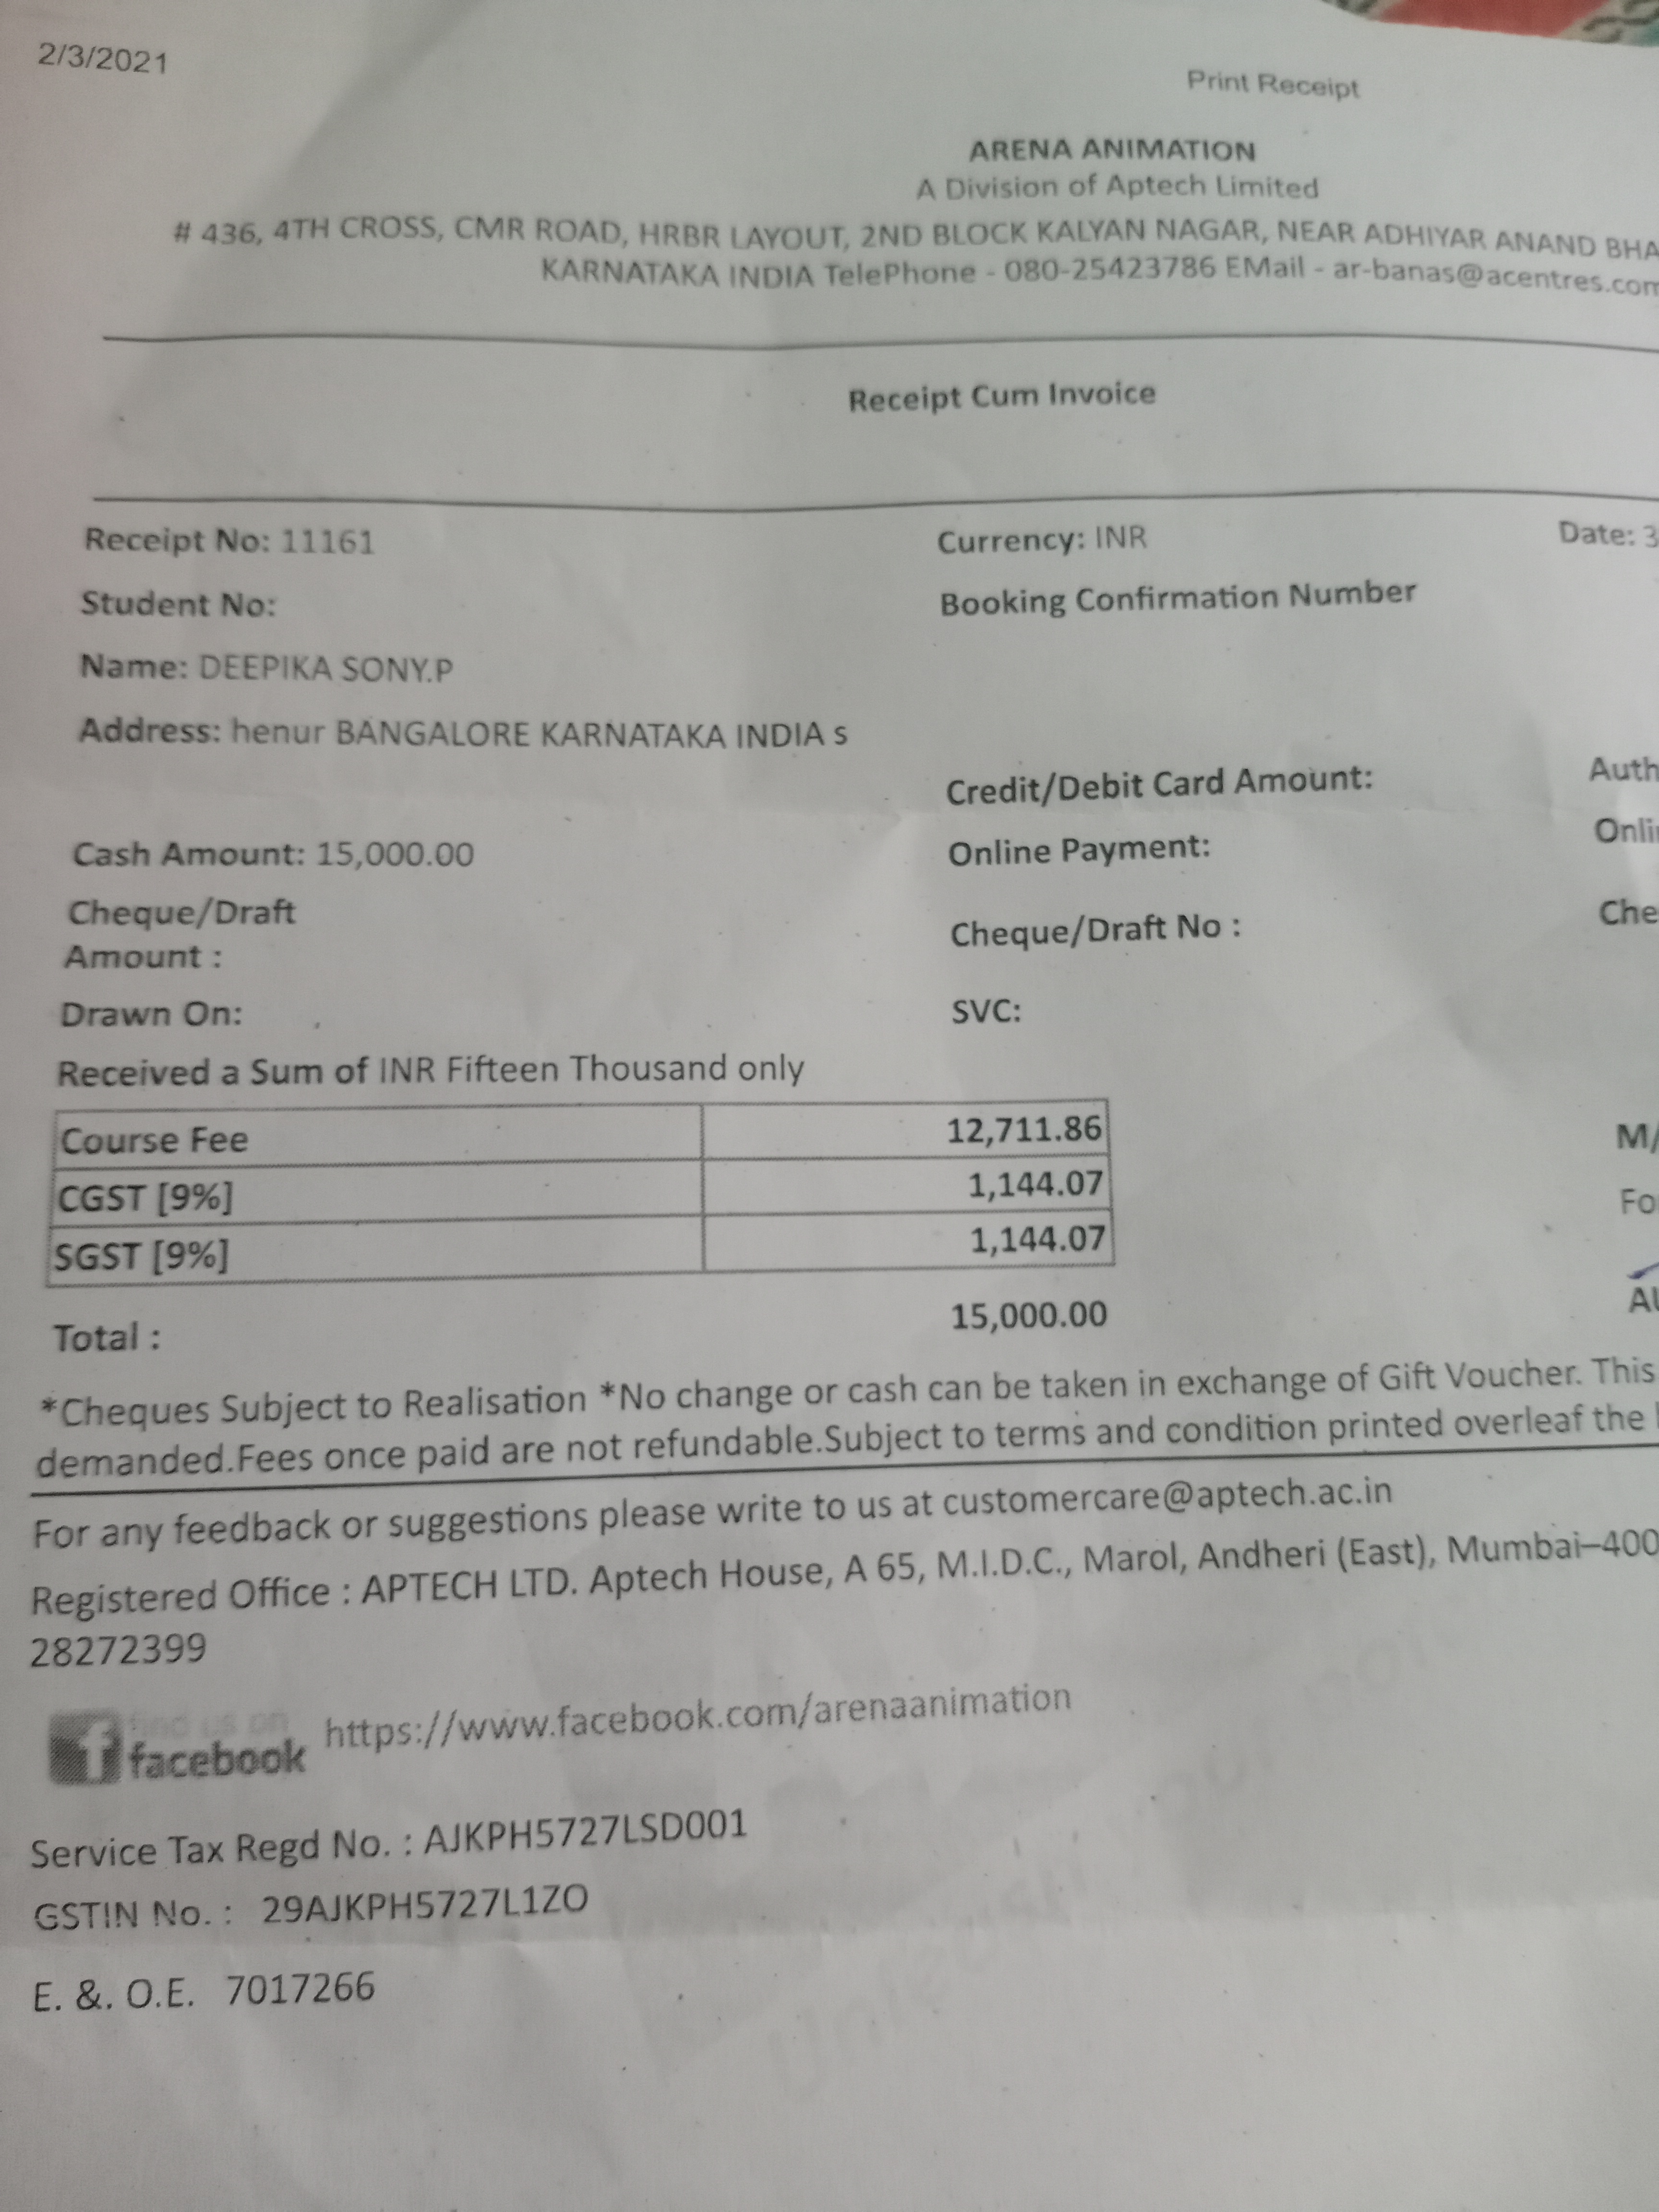 2/3/2021
Print Receipt
ARENA ANIMATION
A Division of Aptech Limited
# 436, 4TH CROSS, CMR ROAD, HRBR LAYOUT, 2ND BLOCK KALYAN NAGAR, NEAR ADHIYAR ANAND BHA
KARNATAKA INDIA TelePhone - 080-25423786 EMail - ar-banas@acentres.com
Receipt Cum Invoice
Receipt No: 11161 Currency: INR Date: 3
Student No: Booking Confirmation Number
Name: DEEPIKA SONY.P
Address: henur BANGALORE KARNATAKA INDIA s
Credit/Debit Card Amount: Auth
Cash Amount: 15,000.00 Online Payment: Onli
Cheque/Draft
Amount : Cheque/Draft No : Che
Drawn On: SVC:
Received a Sum of INR Fifteen Thousand only
Course Fee 12,711.86 M/
CGST [9%] 1,144.07 Fo
SGST [9%] 1,144.07
Total : 15,000.00 AU
*Cheques Subject to Realisation *No change or cash can be taken in exchange of Gift Voucher. This
demanded.Fees once paid are not refundable.Subject to terms and condition printed overleaf the
For any feedback or suggestions please write to us at customercare@aptech.ac.in
Registered Office : APTECH LTD. Aptech House, A 65, M.I.D.C., Marol, Andheri (East), Mumbai–400
28272399
find us on
facebook https://www.facebook.com/arenaanimation
Service Tax Regd No. : AJKPH5727LSD001
GSTIN No. : 29AJKPH5727L1ZO
E. &. O.E. 7017266